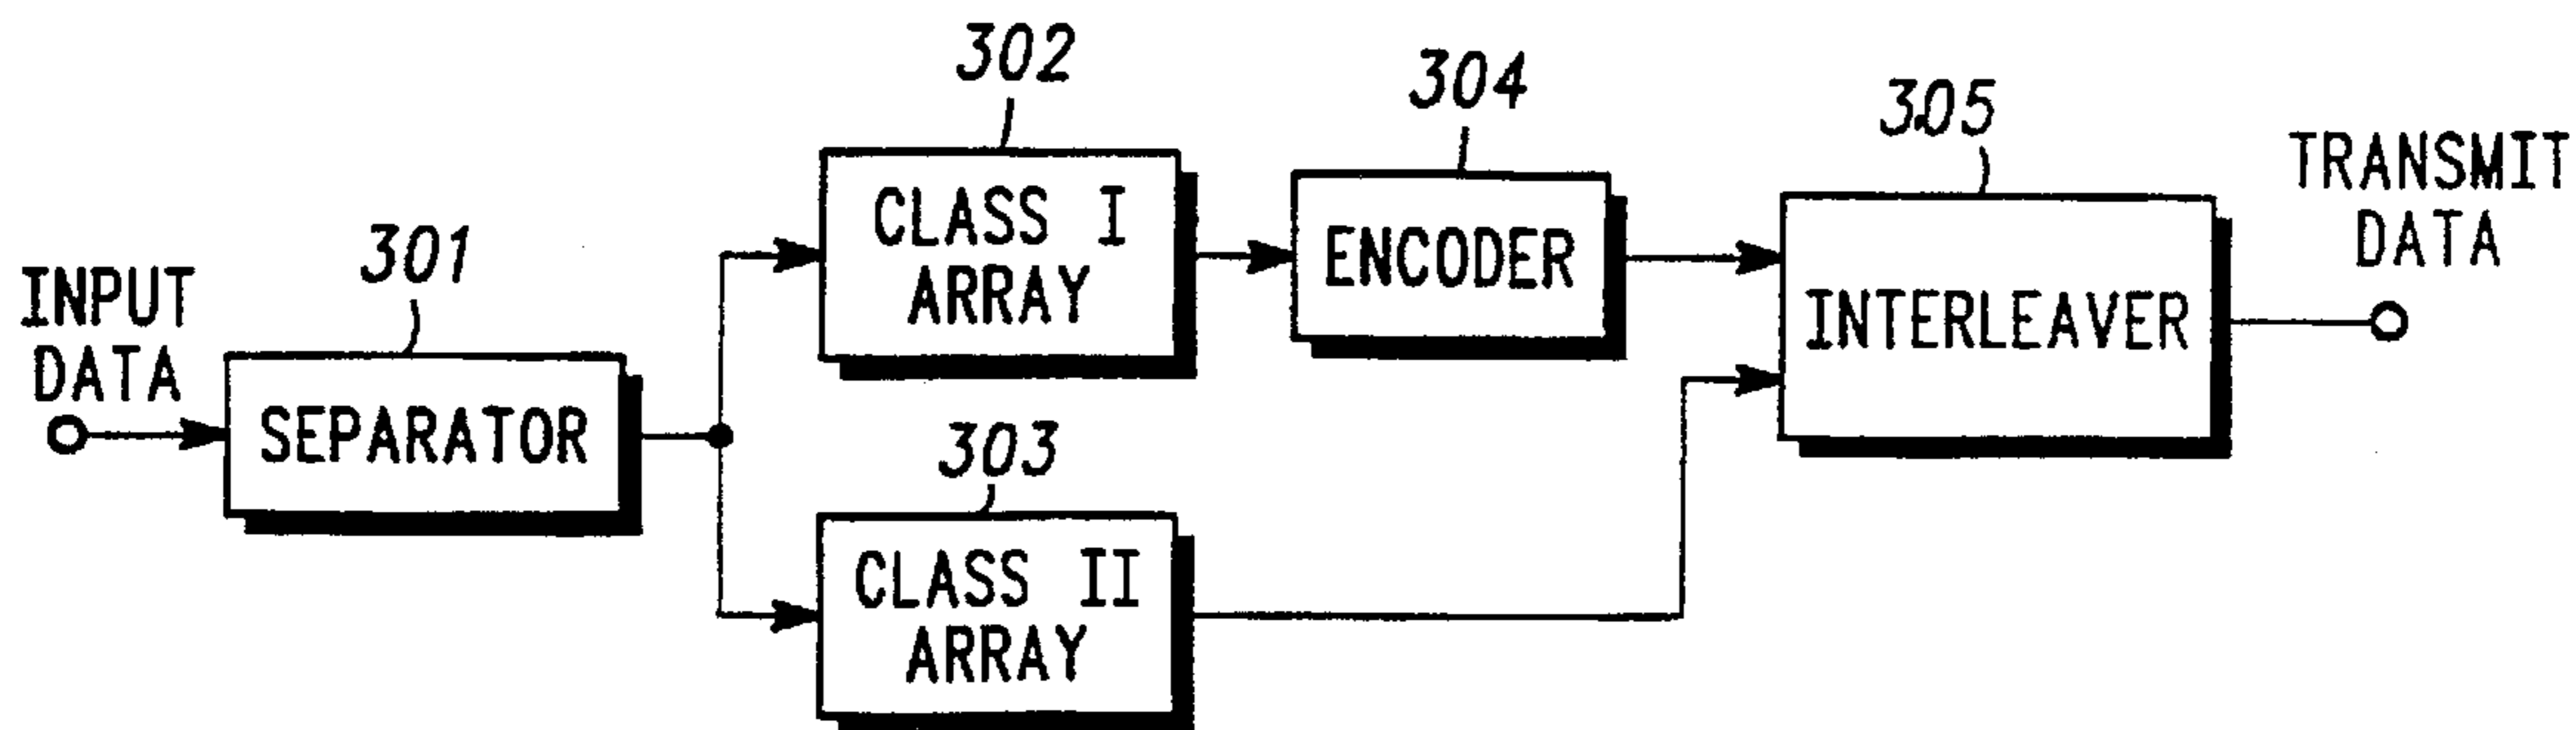 302
304
305
TRANSMIT
DATA
301
INPUT
DATA
CLASS I
ARRAY
ENCODER
INTERLEAVER
SEPARATOR
303
CLASS II
ARRAY